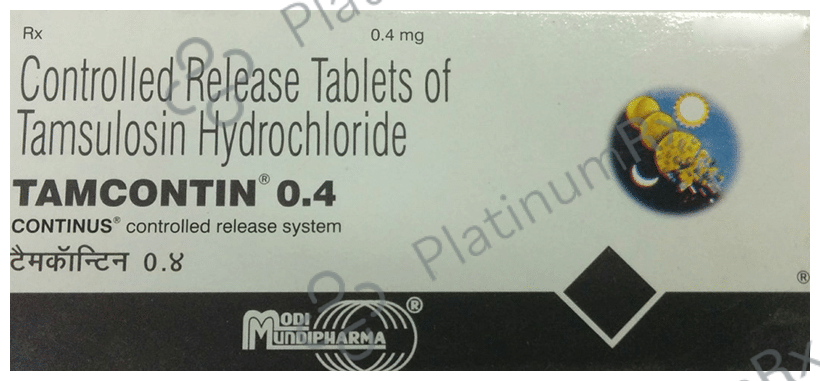 Rx
0.4 mg
Controlled Release Tablets of
Tamsulosin Hydrochloride
TAMCONTIN® 0.4
CONTINUS® controlled release system
टैमकॉन्टिन 0.४
®
MODI
MUNDIPHARMA
®
PlatinumRx